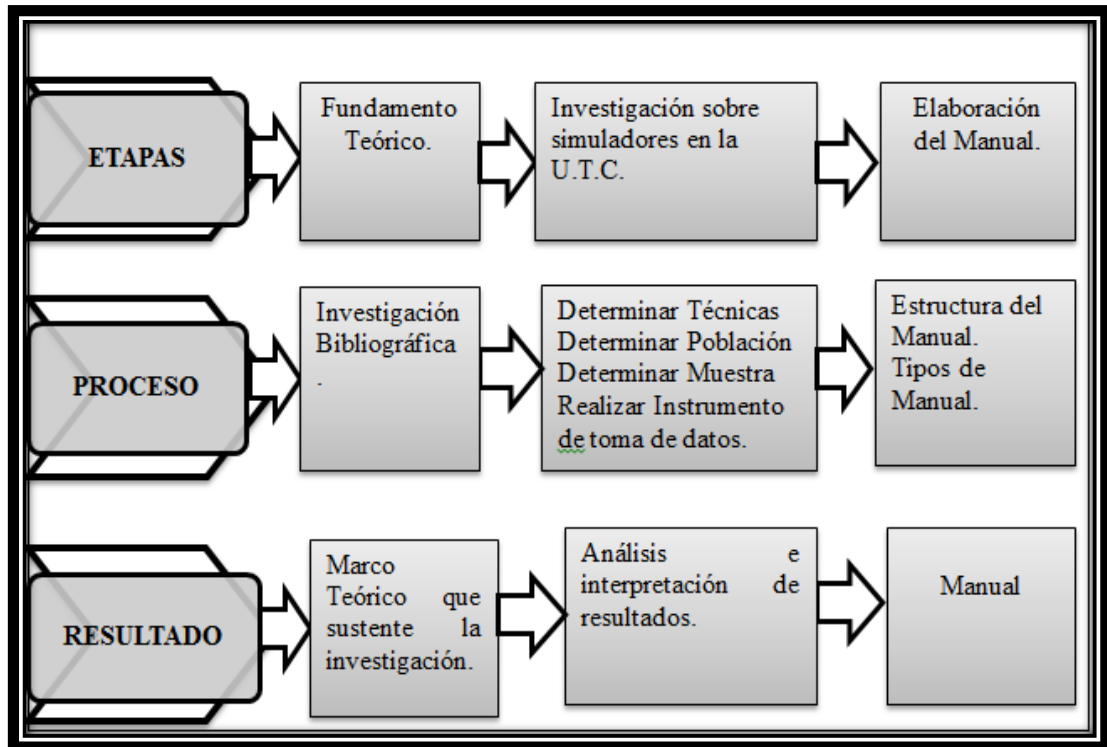 ETAPAS
Fundamento
Teórico.
Investigación sobre
simuladores en la
U.T.C.
Elaboración
del Manual.
PROCESO
Investigación
Bibliográfica
.
Determinar Técnicas
Determinar Población
Determinar Muestra
Realizar Instrumento
de toma de datos.
Estructura del
Manual.
Tipos de
Manual.
RESULTADO
Marco
Teórico que
sustente la
investigación.
Análisis e
interpretación de
resultados.
Manual